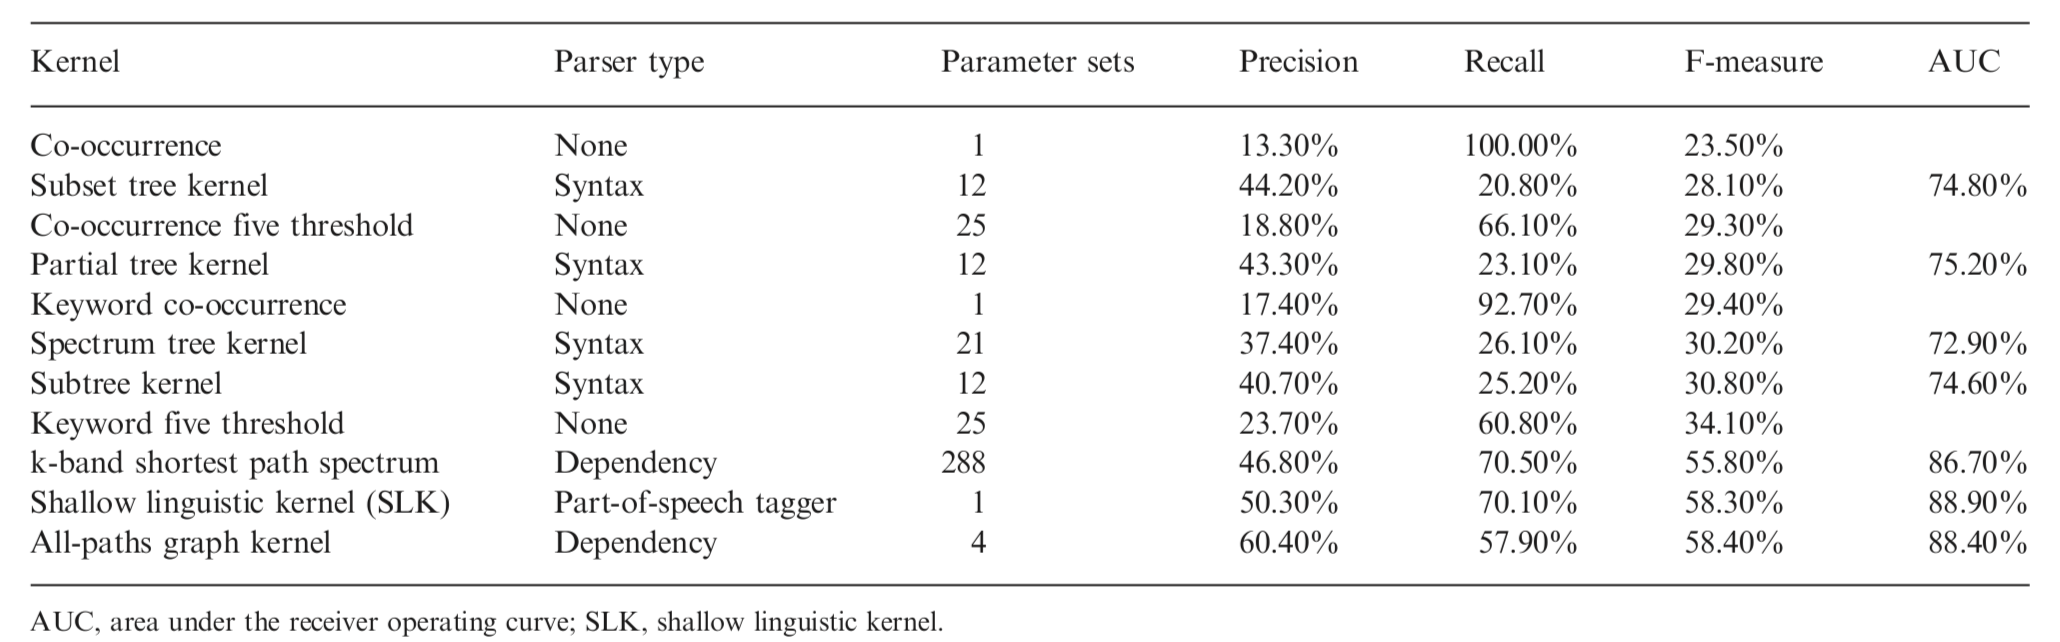 Kernel Parser type Parameter sets Precision Recall F-measure AUC
Co-occurrence None 1 13.30% 100.00% 23.50%
Subset tree kernel Syntax 12 44.20% 20.80% 28.10% 74.80%
Co-occurrence five threshold None 25 18.80% 66.10% 29.30%
Partial tree kernel Syntax 12 43.30% 23.10% 29.80% 75.20%
Keyword co-occurrence None 1 17.40% 92.70% 29.40%
Spectrum tree kernel Syntax 21 37.40% 26.10% 30.20% 72.90%
Subtree kernel Syntax 12 40.70% 25.20% 30.80% 74.60%
Keyword five threshold None 25 23.70% 60.80% 34.10%
k-band shortest path spectrum Dependency 288 46.80% 70.50% 55.80% 86.70%
Shallow linguistic kernel (SLK) Part-of-speech tagger 1 50.30% 70.10% 58.30% 88.90%
All-paths graph kernel Dependency 4 60.40% 57.90% 58.40% 88.40%
AUC, area under the receiver operating curve; SLK, shallow linguistic kernel.